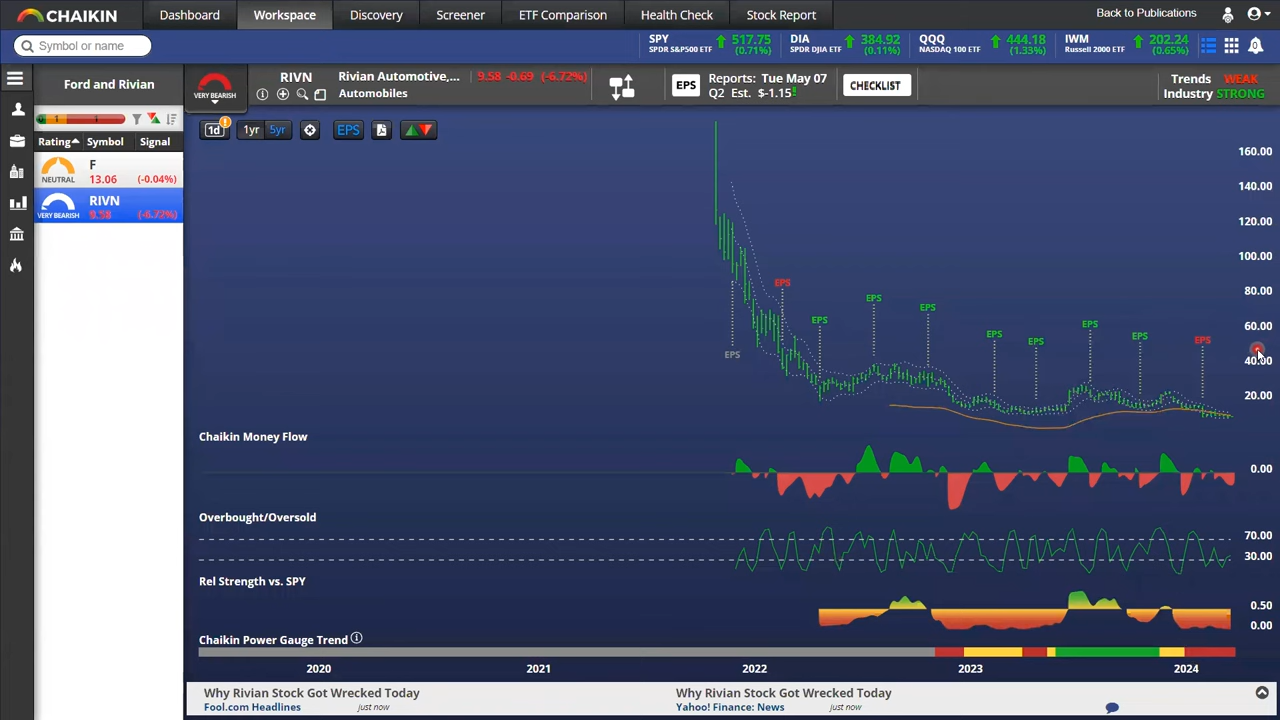 CHAIKIN
Dashboard
Workspace
Discovery
Screener
ETF Comparison
Health Check
Stock Report
Back to Publications
Symbol or name
SPY 517.75
SPDR S&P500 ETF (0.71%)
DIA 384.92
SPDR DJIA ETF (0.11%)
QQQ 444.18
NASDAQ 100 ETF (1.33%)
IWM 202.24
Russell 2000 ETF (0.65%)
Ford and Rivian
VERY BEARISH
RIVN
Rivian Automotive,...
9.58 -0.69 (-6.72%)
Automobiles
EPS
Reports: Tue May 07
Q2 Est. $-1.15
CHECKLIST
Trends WEAK
Industry STRONG
1d
1yr
5yr
EPS
Rating
Symbol
Signal
F
NEUTRAL
13.06
(-0.04%)
RIVN
VERY BEARISH
9.58
(-6.72%)
160.00
140.00
120.00
100.00
80.00
60.00
40.00
20.00
EPS
EPS
EPS
EPS
EPS
EPS
EPS
EPS
EPS
EPS
Chaikin Money Flow
0.00
Overbought/Oversold
70.00
30.00
Rel Strength vs. SPY
0.50
0.00
Chaikin Power Gauge Trend
2020
2021
2022
2023
2024
Why Rivian Stock Got Wrecked Today
Fool.com Headlines just now
Why Rivian Stock Got Wrecked Today
Yahoo! Finance: News just now